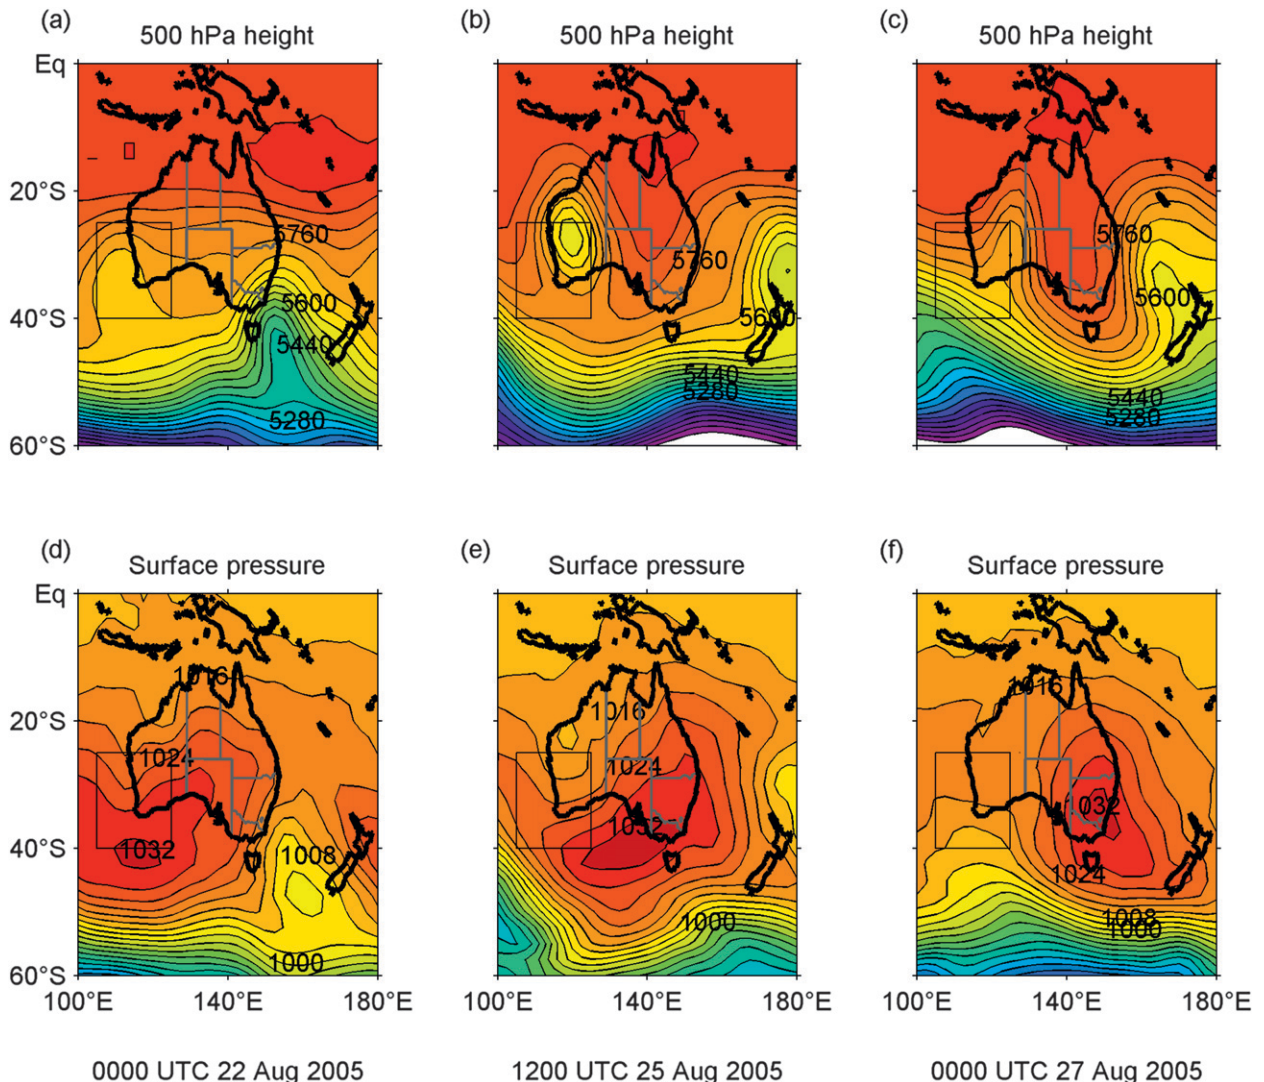 (a)
500 hPa height
(b)
500 hPa height
(c)
500 hPa height
Eq
20°S
40°S
60°S
5760
5600
5440
5280
5760
5600
5440
5280
5760
5600
5440
5280
(d)
Surface pressure
(e)
Surface pressure
(f)
Surface pressure
Eq
20°S
40°S
60°S
1016
1024
1032
1008
1000
1016
1024
1032
1000
1016
1032
1024
1008
1000
100°E
140°E
180°E
100°E
140°E
180°E
100°E
140°E
180°E
0000 UTC 22 Aug 2005
1200 UTC 25 Aug 2005
0000 UTC 27 Aug 2005